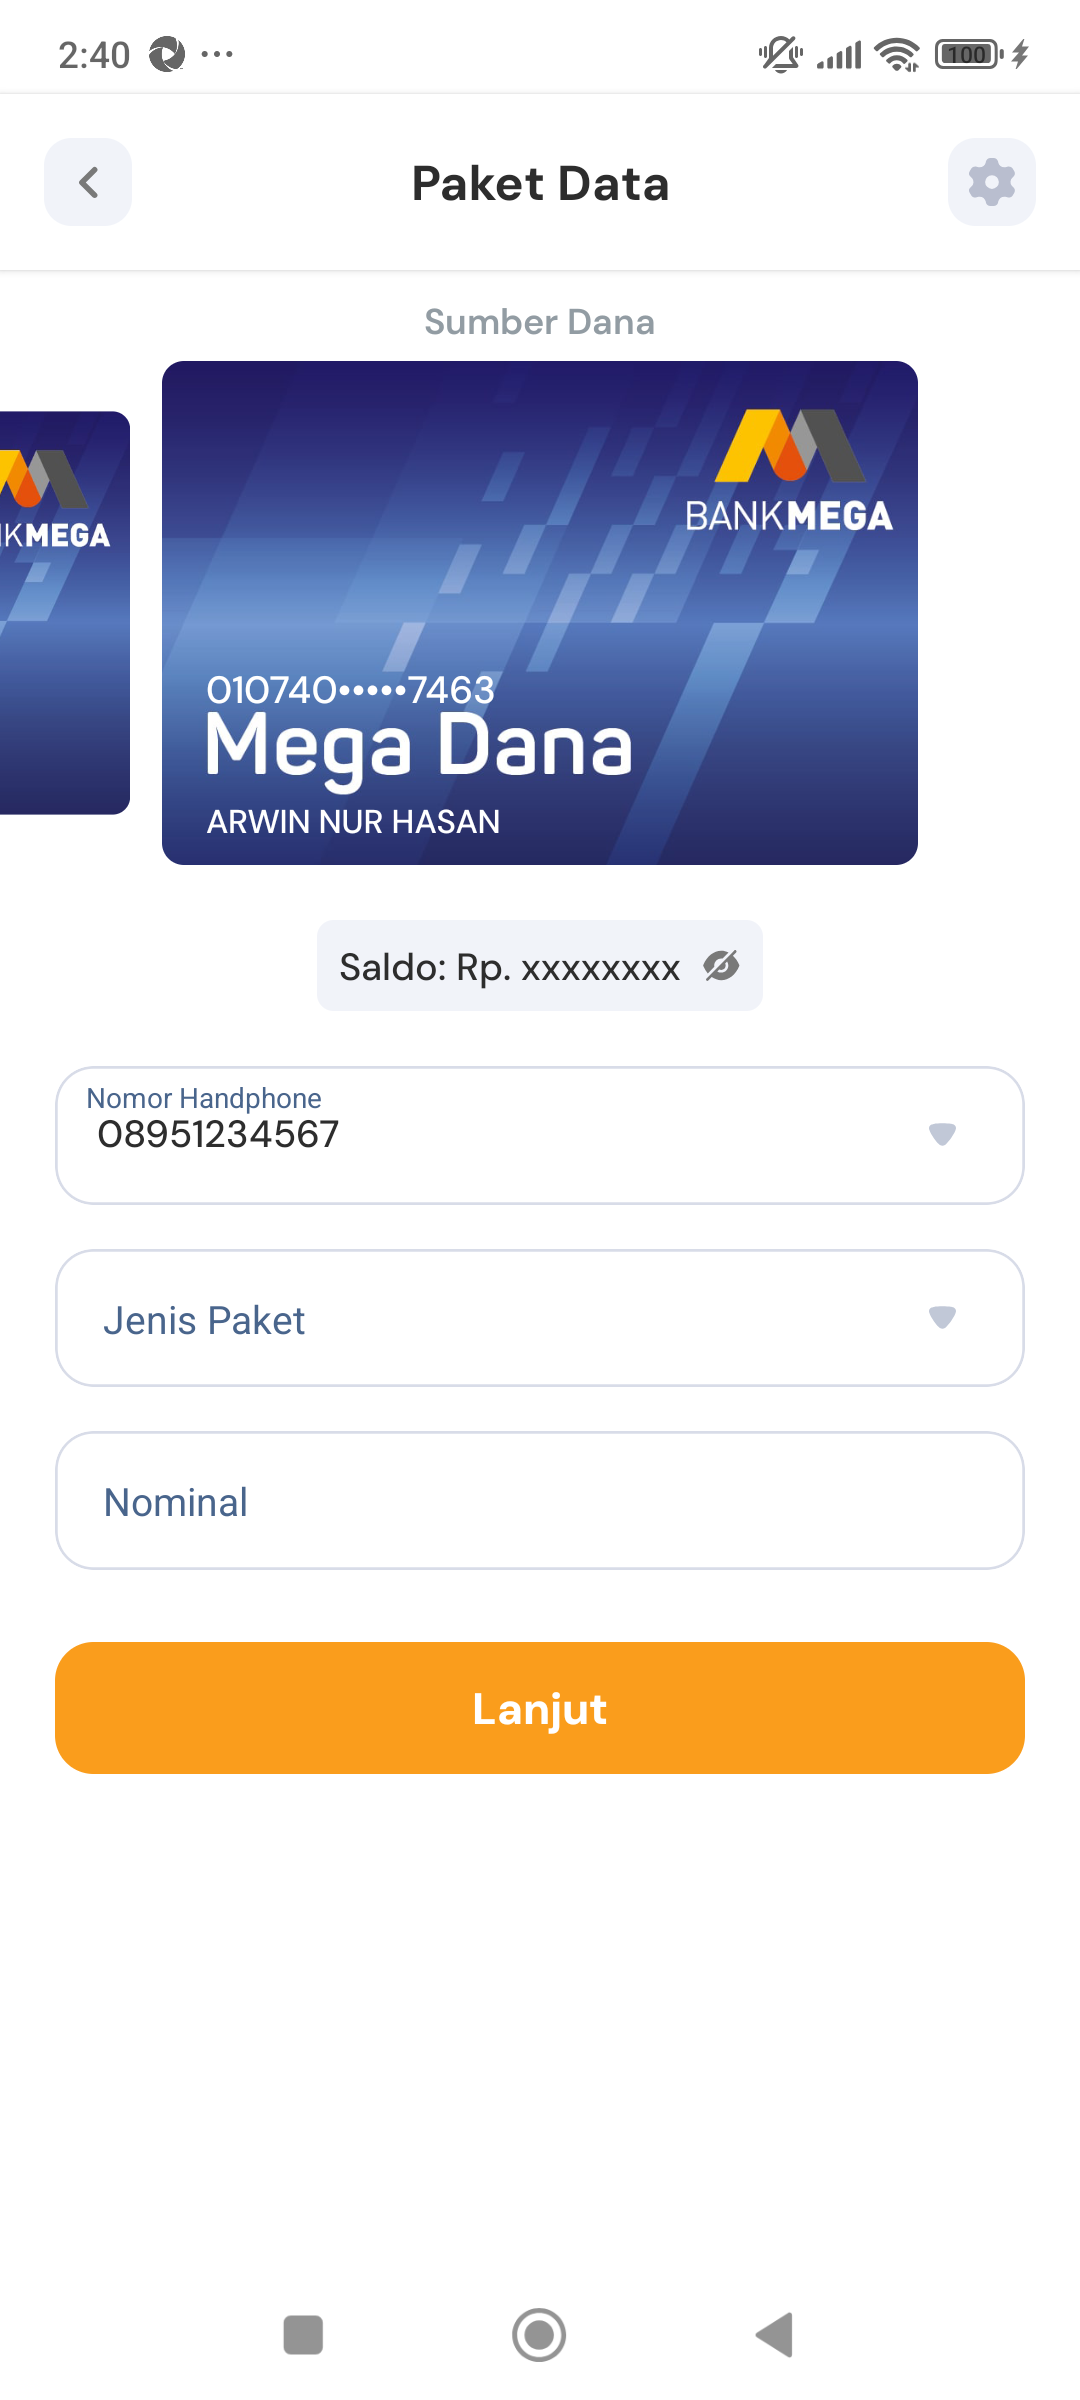 2:40
100
Paket Data
Sumber Dana
KMEGA
BANKMEGA
010740•••••7463
Mega Dana
ARWIN NUR HASAN
Saldo: Rp. xxxxxxxx
Nomor Handphone
08951234567
Jenis Paket
Nominal
Lanjut